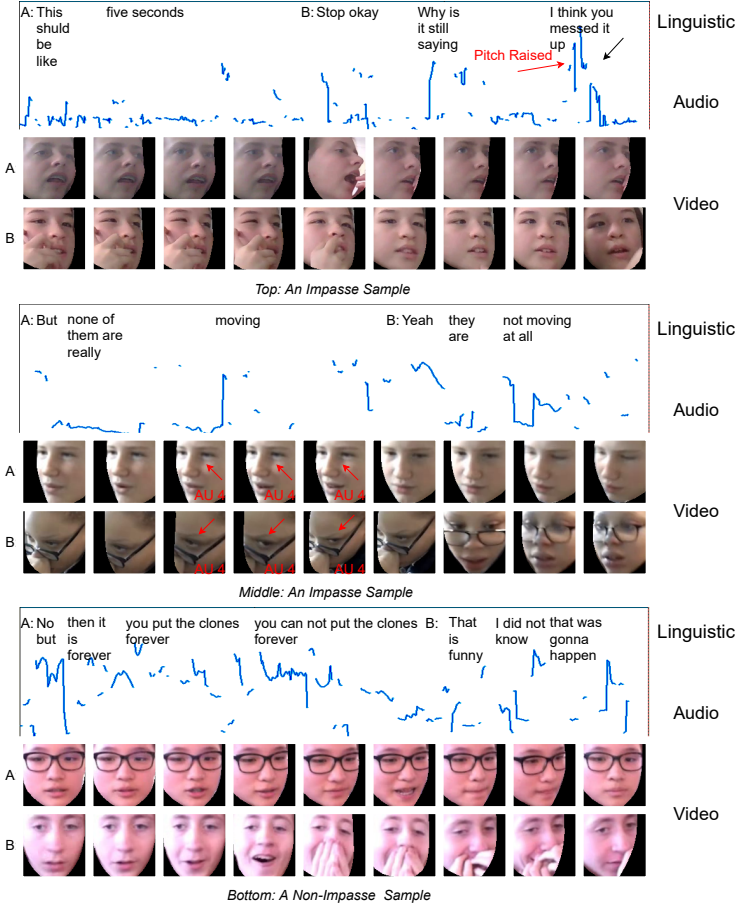 A: This shuld be like
five seconds
B: Stop okay
Why is it still saying
I think you messed it up
Linguistic
Pitch Raised
Audio
A
Video
B
Top: An Impasse Sample
A: But
none of them are really
moving
B: Yeah
they are
not moving at all
Linguistic
Audio
A
AU 4
AU 4
AU 4
Video
B
AU 4
AU 4
AU 4
Middle: An Impasse Sample
A: No but
then it is forever
you put the clones forever
you can not put the clones forever
B: That is funny
I did not know
that was gonna happen
Linguistic
Audio
A
Video
B
Bottom: A Non-Impasse Sample